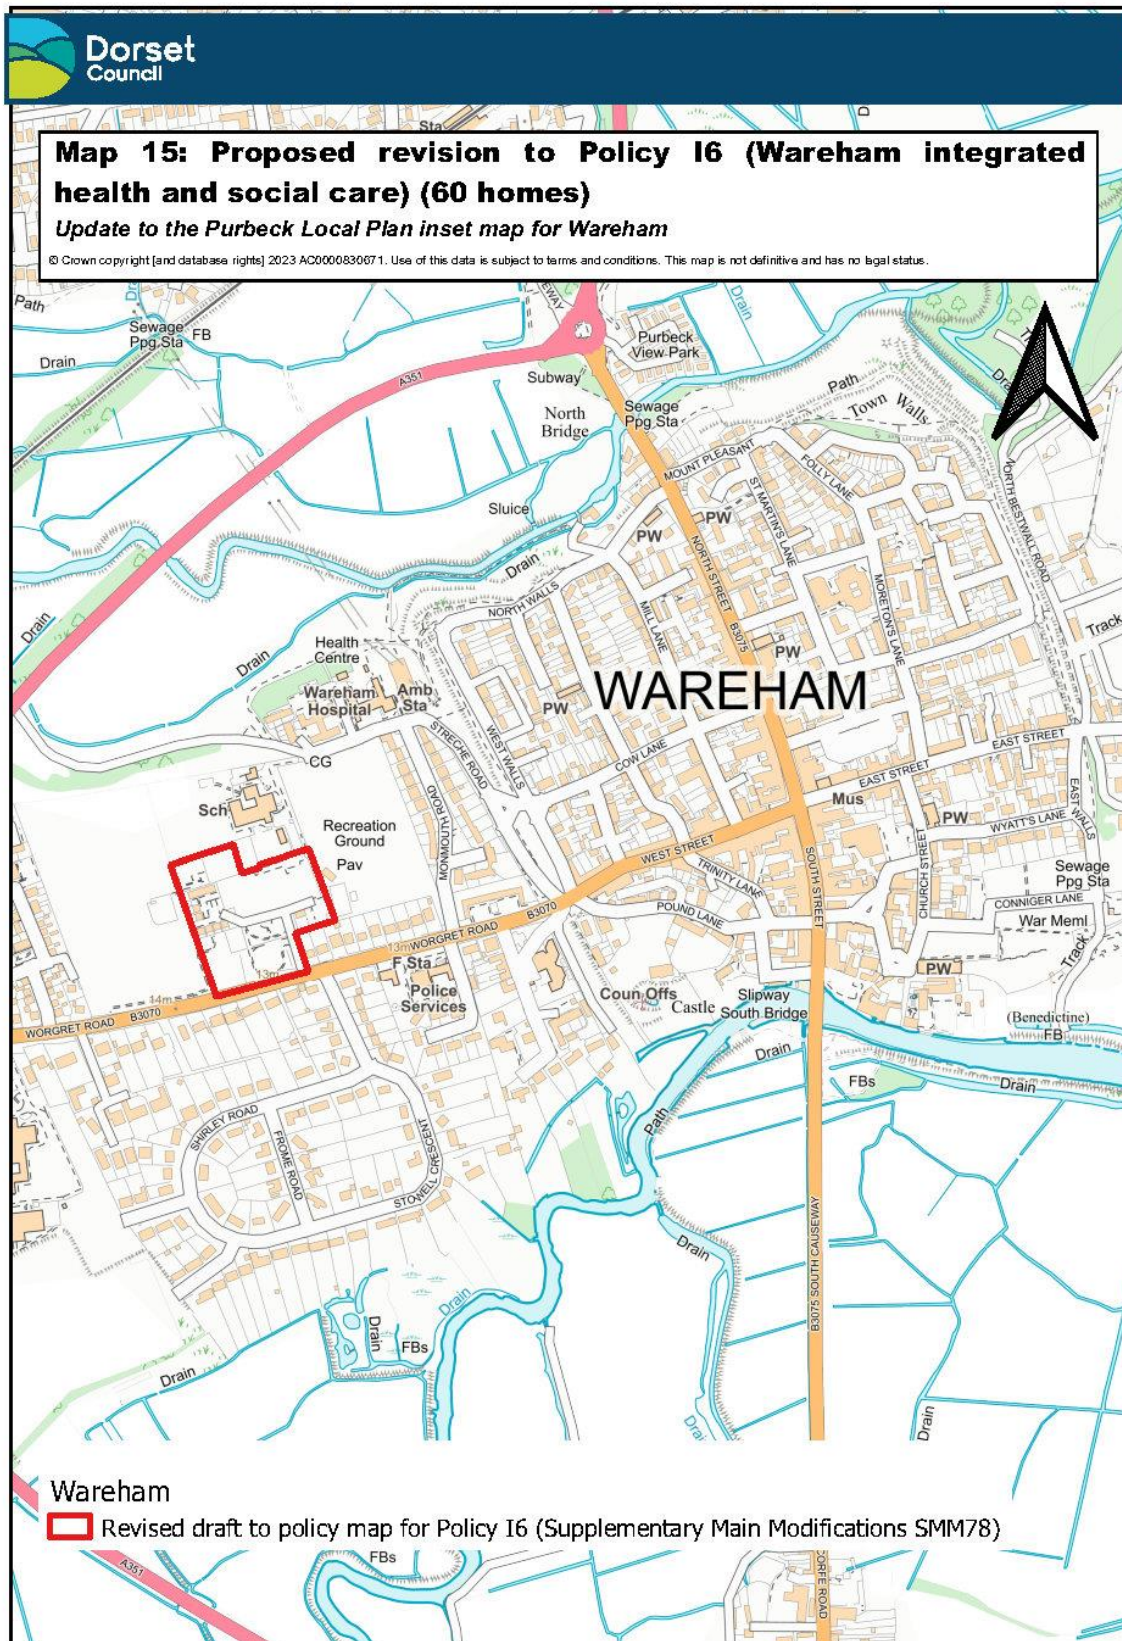 Dorset
Council
Sta
Map 15: Proposed revision to Policy I6 (Wareham integrated
health and social care) (60 homes)
Update to the Purbeck Local Plan inset map for Wareham
© Crown copyright [and database rights] 2023 AC0000830671. Use of this data is subject to terms and conditions. This map is not definitive and has no legal status.
Path
Sewage
Ppg Sta
FB
Drain
A351
Drain
Purbeck
View Park
Subway
North
Bridge
Sewage
Ppg Sta
Path
Town Walls
MOUNT PLEASANT
FOLLY LANE
ST MARTIN'S LANE
NORTH BESTWALL ROAD
Sluice
PW
PW
NORTH STREET
Drain
NORTH WALLS
MILL LANE
MORETON'S LANE
B3075
Track
Drain
Drain
Health
Centre
Wareham
Hospital
Amb
Sta
PW
PW
WAREHAM
STRECHE ROAD
WEST WALLS
COW LANE
EAST STREET
EAST STREET
CG
Sch
Recreation
Ground
Pav
MONMOUTH ROAD
Mus
PW
WYATT'S LANE
EAST WALLS
WEST STREET
TRINITY LANE
SOUTH STREET
CHURCH STREET
Sewage
Ppg Sta
CONNIGER LANE
POUND LANE
War Meml
B3070
13m
WORGRET ROAD
13m
F Sta
Police
Services
Track
PW
14m
WORGRET ROAD
B3070
Coun Offs
Castle
Slipway
South Bridge
(Benedictine)
FB
Drain
Drain
FBs
Path
SHIRLEY ROAD
FROME ROAD
STOWELL CRESCENT
Drain
B3075 SOUTH CAUSEWAY
Drain
Drain
FBs
Drain
Drain
Wareham
Revised draft to policy map for Policy I6 (Supplementary Main Modifications SMM78)
A351
FBs
CORFE ROAD